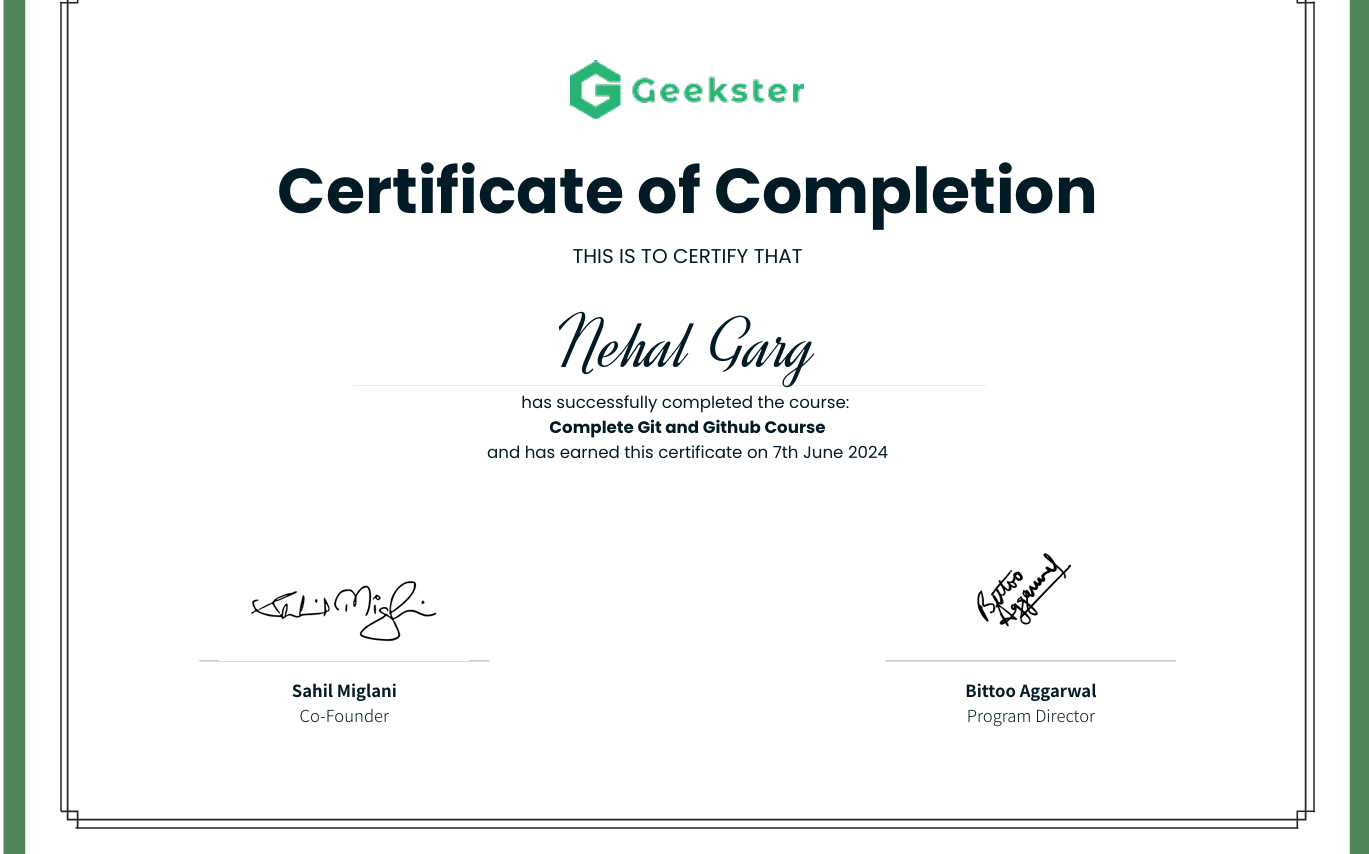 Geekster
Certificate of Completion
THIS IS TO CERTIFY THAT
Nehal Garg
has successfully completed the course:
Complete Git and Github Course
and has earned this certificate on 7th June 2024
Sahil Miglani
Bittoo
Aggarwal
Sahil Miglani
Co-Founder
Bittoo Aggarwal
Program Director